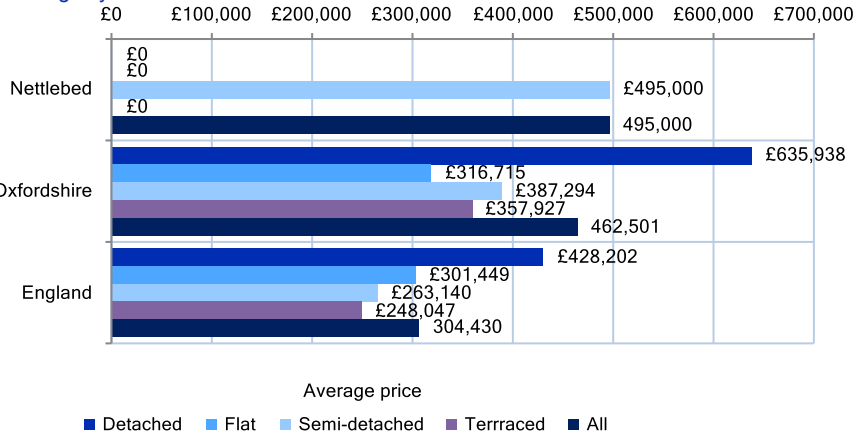 £0 £100,000 £200,000 £300,000 £400,000 £500,000 £600,000 £700,000
£0
£0
Nettlebed £495,000
£0
495,000
£635,938
£316,715
Oxfordshire £387,294
£357,927
462,501
£428,202
£301,449
England £263,140
£248,047
304,430
Average price
Detached Flat Semi-detached Terrraced All